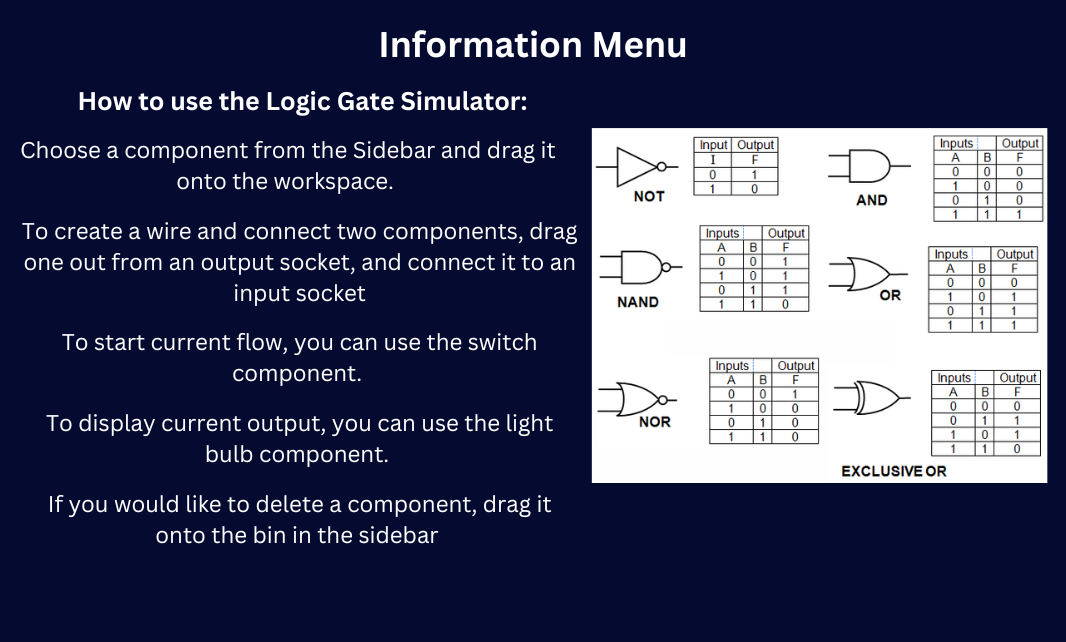 Information Menu
How to use the Logic Gate Simulator:
Choose a component from the Sidebar and drag it
onto the workspace.
To create a wire and connect two components, drag
one out from an output socket, and connect it to an
input socket
To start current flow, you can use the switch
component.
To display current output, you can use the light
bulb component.
If you would like to delete a component, drag it
onto the bin in the sidebar
NOT
Input Output
I F
0 1
1 0
AND
Inputs Output
A B F
0 0 0
1 0 0
0 1 0
1 1 1
NAND
Inputs Output
A B F
0 0 1
1 0 1
0 1 1
1 1 0
OR
Inputs Output
A B F
0 0 0
1 0 1
0 1 1
1 1 1
NOR
Inputs Output
A B F
0 0 1
1 0 0
0 1 0
1 1 0
EXCLUSIVE OR
Inputs Output
A B F
0 0 0
0 1 1
1 0 1
1 1 0